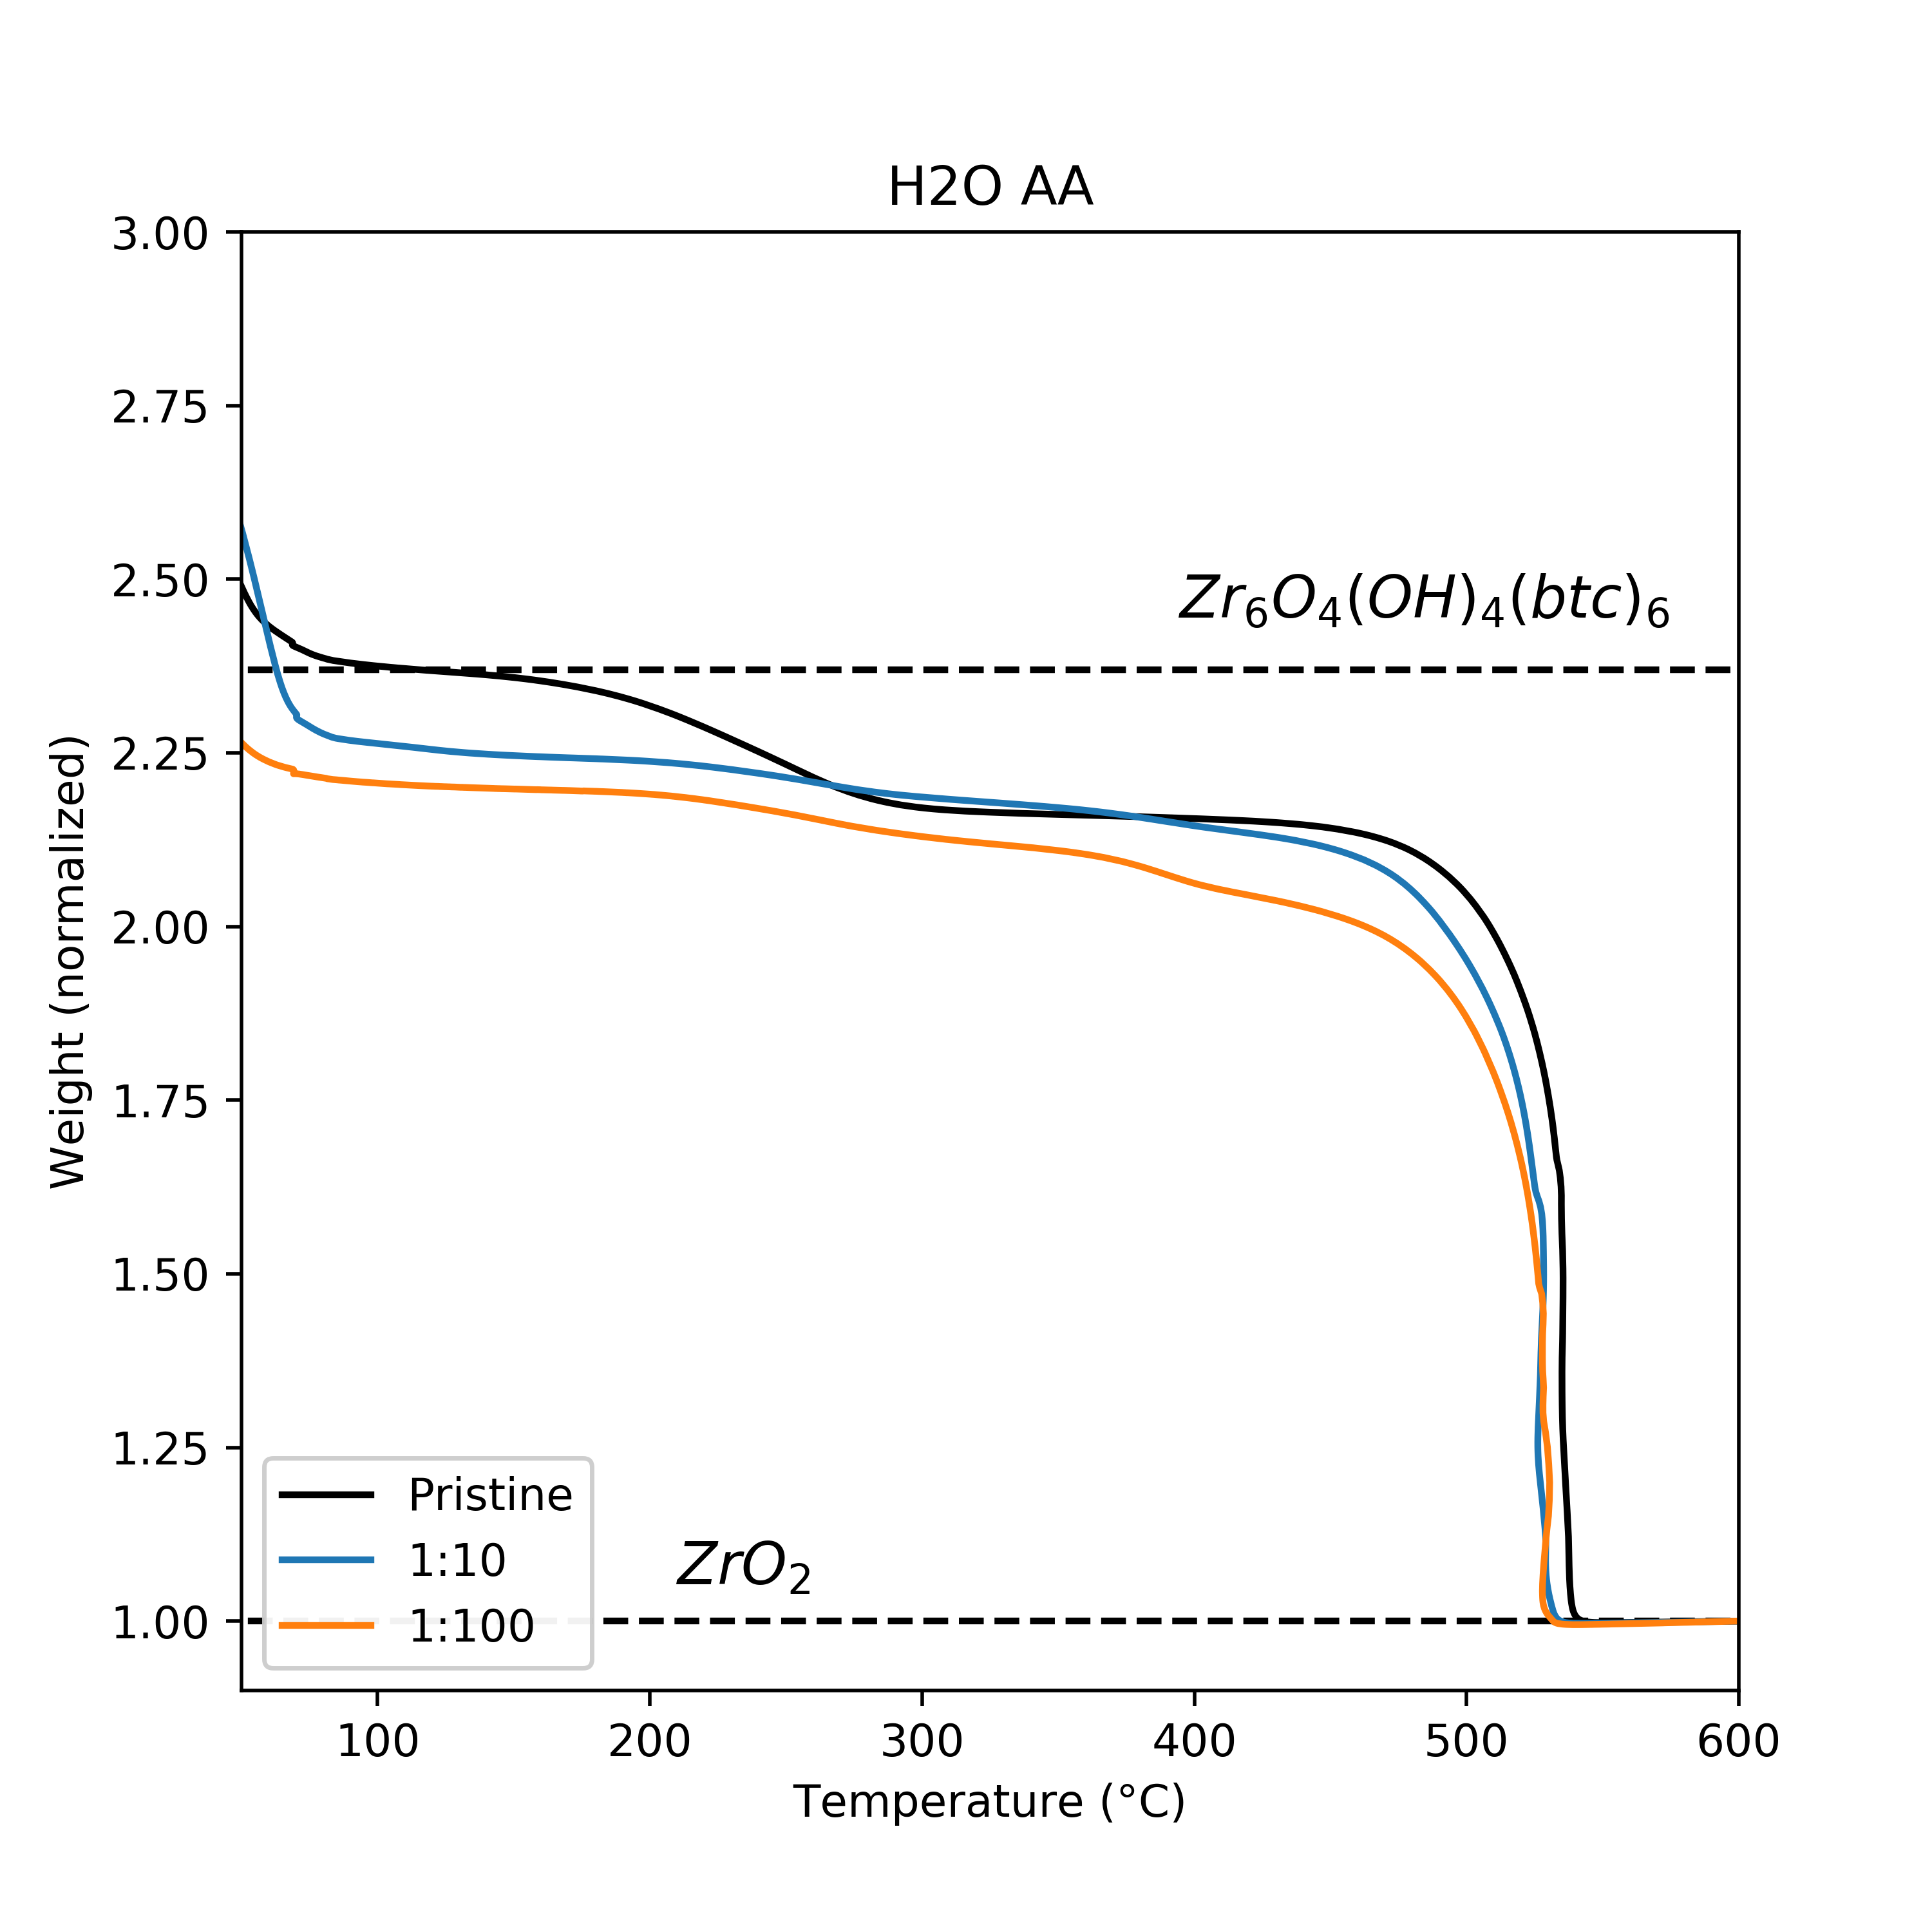 H2O AA
3.00
2.75
2.50
2.25
2.00
1.75
1.50
1.25
1.00
Weight (normalized)
Zr₆O₄(OH)₄(btc)₆
ZrO₂
Pristine
1:10
1:100
100 200 300 400 500 600
Temperature (°C)